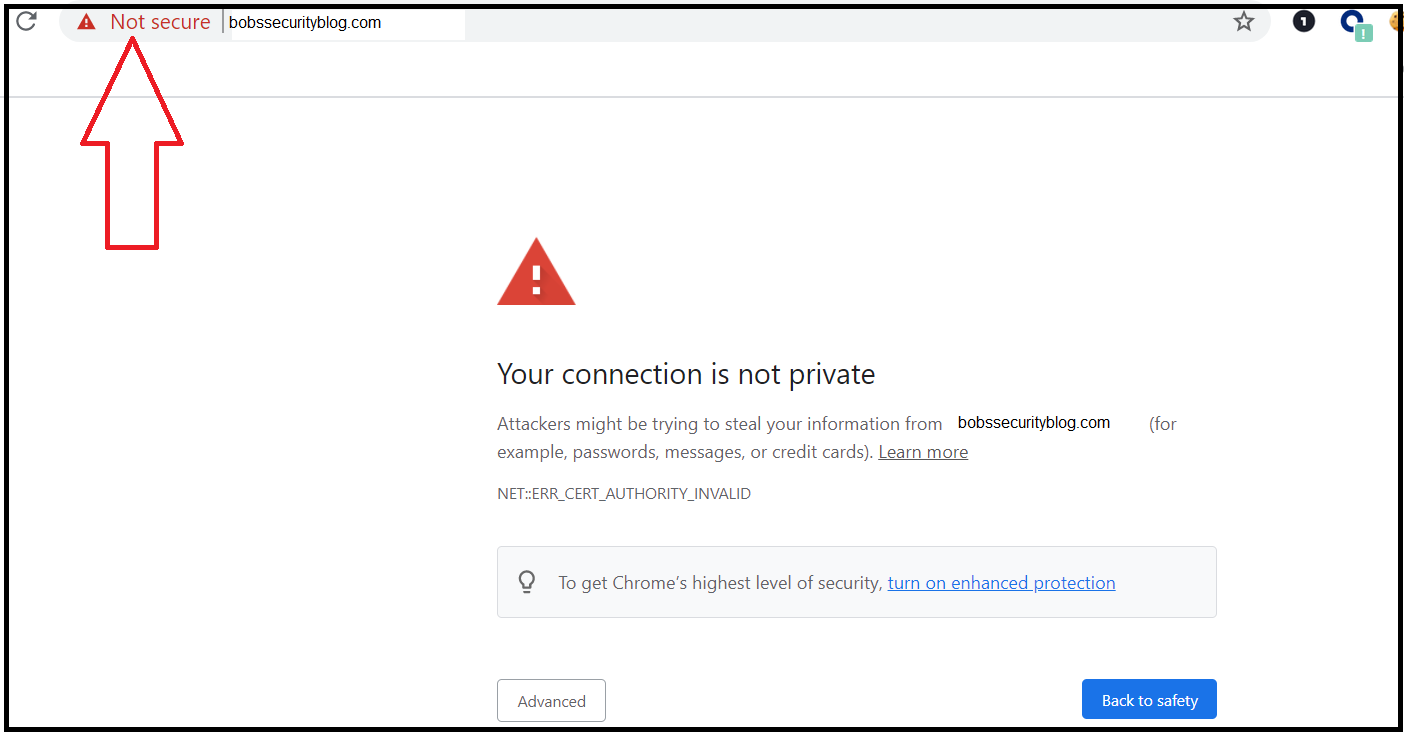 Not secure | bobssecurityblog.com
1
!
!
Your connection is not private
Attackers might be trying to steal your information from bobssecurityblog.com (for
example, passwords, messages, or credit cards). Learn more
NET::ERR_CERT_AUTHORITY_INVALID
To get Chrome’s highest level of security, turn on enhanced protection
Advanced
Back to safety